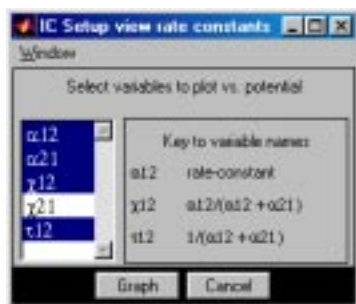 IC Setup view rate constants
Window
Select variables to plot vs. potential
α12
α21
χ12
χ21
τ12
Key to variable names
α12 rate-constant
χ12 α12/(α12 + α21)
τ12 1/(α12 + α21)
Graph Cancel